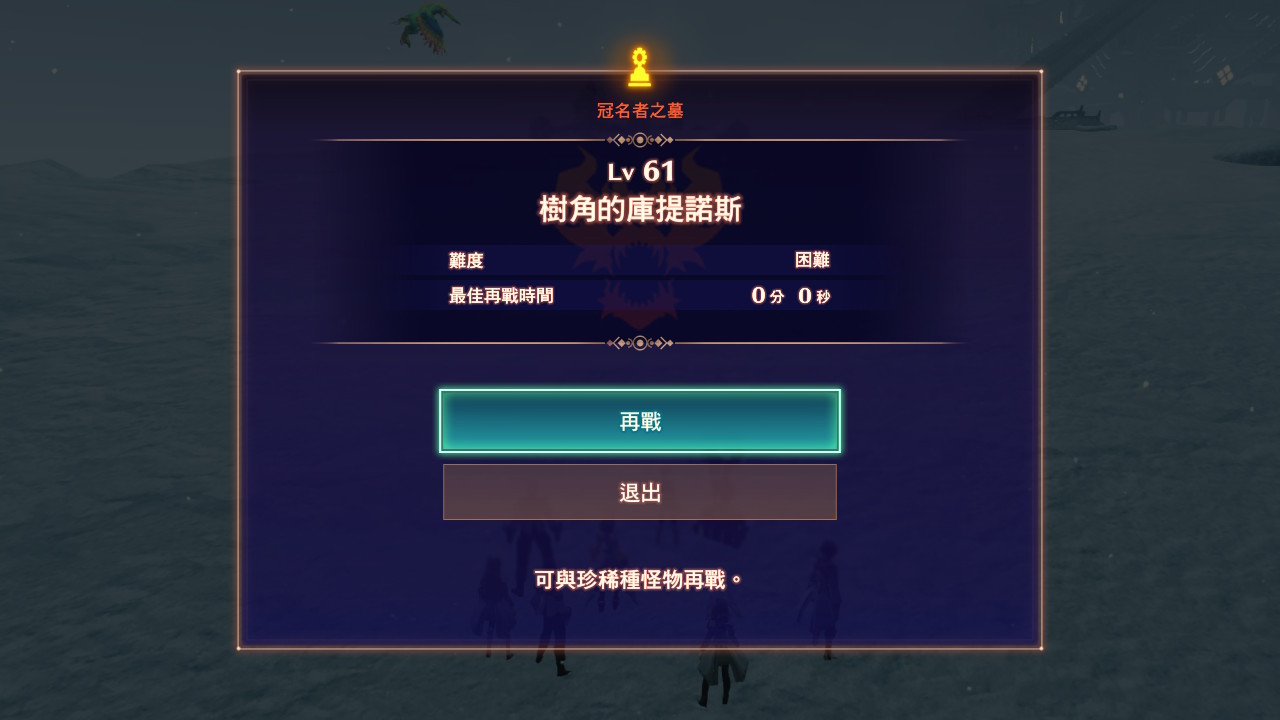 冠名者之墓
Lv 61
樹角的庫提諾斯
難度 困難
最佳再戰時間 0分 0秒
再戰
退出
可與珍稀種怪物再戰。